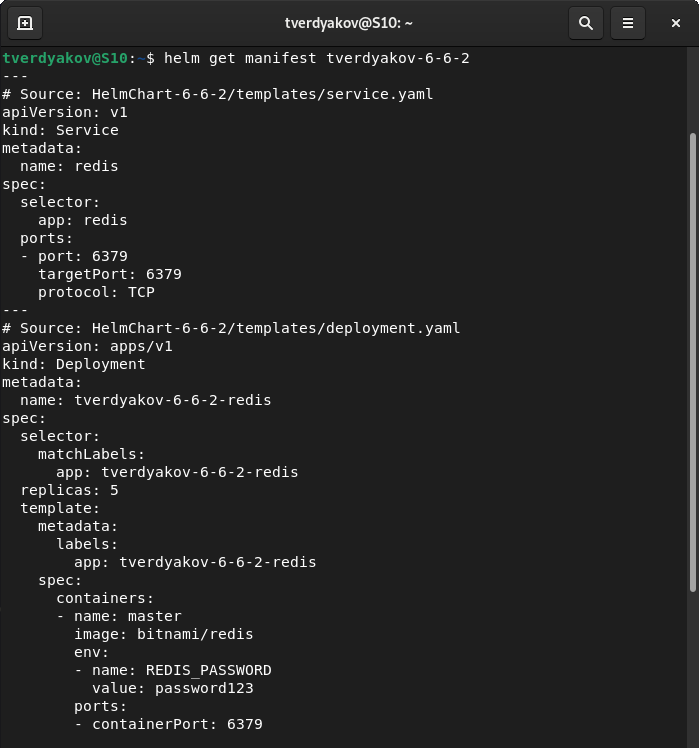 tverdyakov@S10: ~
tverdyakov@S10:~$ helm get manifest tverdyakov-6-6-2
---
# Source: HelmChart-6-6-2/templates/service.yaml
apiVersion: v1
kind: Service
metadata:
  name: redis
spec:
  selector:
    app: redis
  ports:
  - port: 6379
    targetPort: 6379
    protocol: TCP
---
# Source: HelmChart-6-6-2/templates/deployment.yaml
apiVersion: apps/v1
kind: Deployment
metadata:
  name: tverdyakov-6-6-2-redis
spec:
  selector:
    matchLabels:
      app: tverdyakov-6-6-2-redis
  replicas: 5
  template:
    metadata:
      labels:
        app: tverdyakov-6-6-2-redis
    spec:
      containers:
      - name: master
        image: bitnami/redis
        env:
        - name: REDIS_PASSWORD
          value: password123
        ports:
        - containerPort: 6379